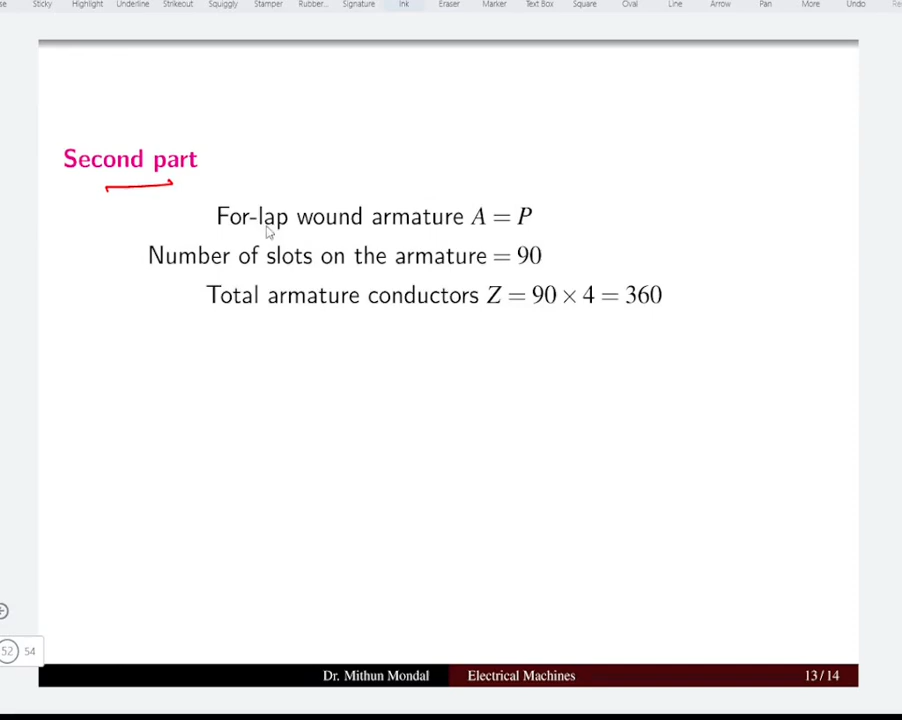 se Sticky Highlight Underline Strikeout Squiggly Stamper Rubber... Signature Ink Eraser Marker Text Box Square Oval Line Arrow Pan More Undo
Second part
For-lap wound armature A = P
Number of slots on the armature = 90
Total armature conductors Z = 90 × 4 = 360
52 54
Dr. Mithun Mondal Electrical Machines 13/14